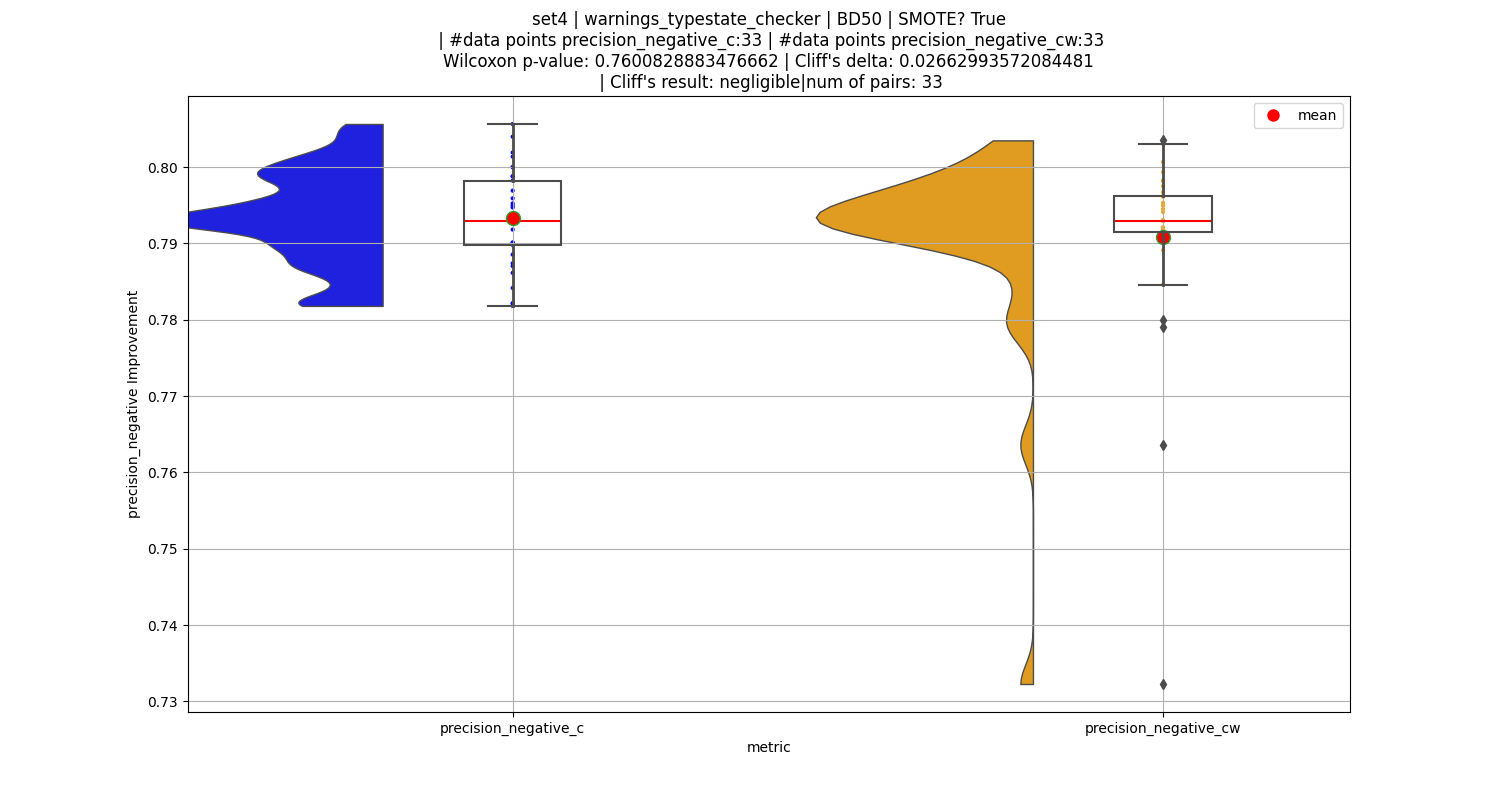 set4 | warnings_typestate_checker | BD50 | SMOTE? True
| #data points precision_negative_c:33 | #data points precision_negative_cw:33
Wilcoxon p-value: 0.7600828883476662 | Cliff's delta: 0.02662993572084481
| Cliff's result: negligible|num of pairs: 33
mean
0.80
0.79
0.78
0.77
0.76
0.75
0.74
0.73
precision_negative Improvement
precision_negative_c
precision_negative_cw
metric